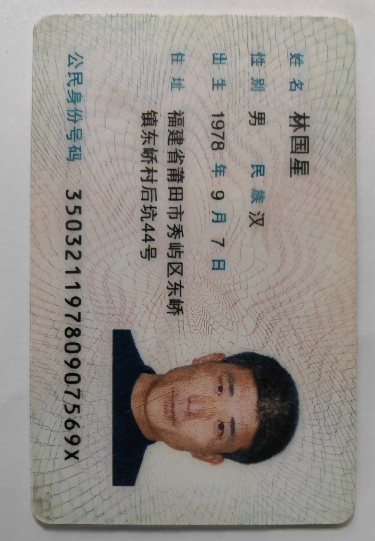 姓名 林国星
性别 男 民族 汉
出生 1978 年 9 月 7 日
住址 福建省莆田市秀屿区东峤
镇东峤村后坑44号
公民身份号码 35032119780907569X